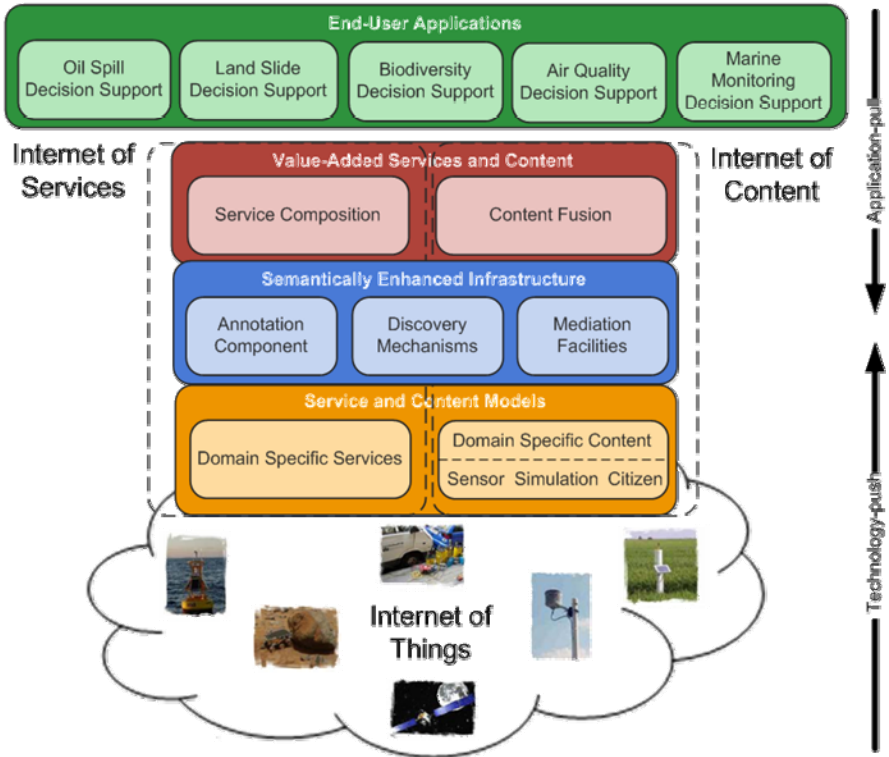 End-User Applications
Oil Spill
Decision Support
Land Slide
Decision Support
Biodiversity
Decision Support
Air Quality
Decision Support
Marine
Monitoring
Decision Support
Internet of
Services
Value-Added Services and Content
Service Composition
Content Fusion
Internet of
Content
Application-pull
Semantically Enhanced Infrastructure
Annotation
Component
Discovery
Mechanisms
Mediation
Facilities
Service and Content Models
Domain Specific Services
Domain Specific Content
Sensor Simulation Citizen
Technology-push
Internet of
Things